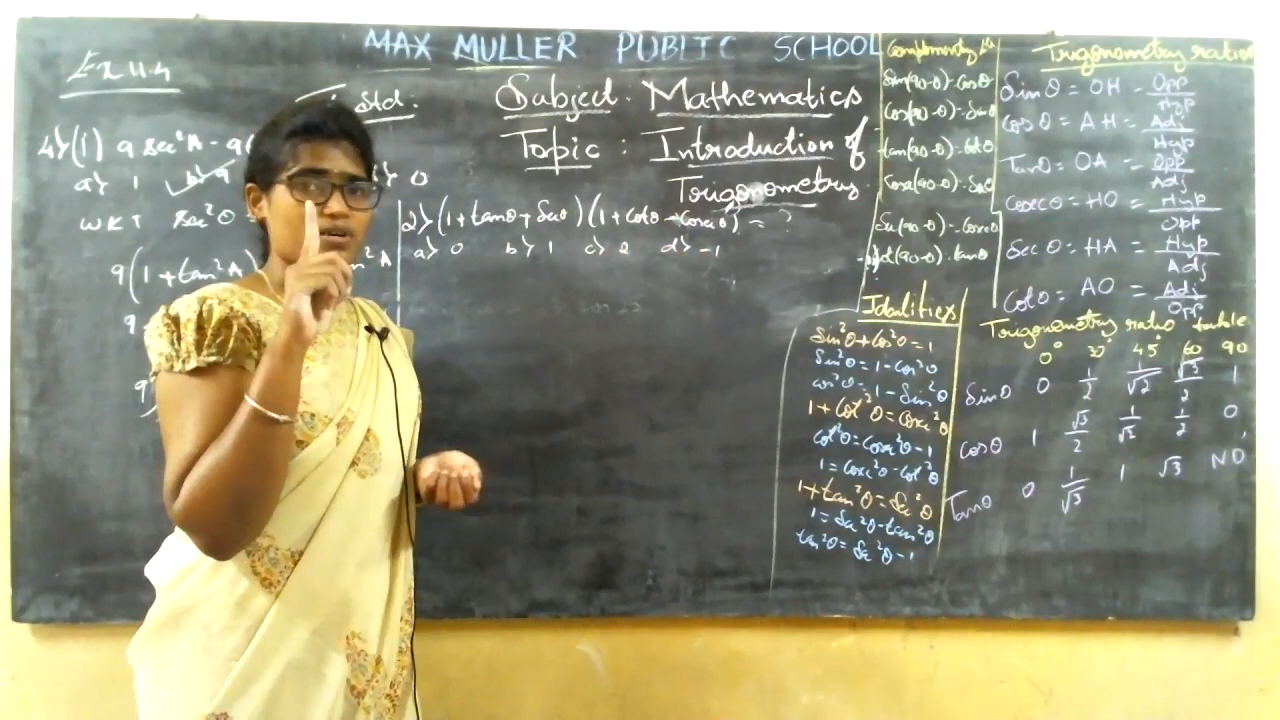 MAX MULLER PUBLIC SCHOOL
Ex 11.4
Std:
Subject: Mathematics
Topic: Introduction of
Trigonometry
4) (1) 9 sec²A - 9
a) 1 b) 9 0
WKT sec²θ =
9(1+tan²A) an²A
9
9
2) (1+tanθ+secθ)(1+cotθ-cosecθ) = ?
a) 0 b) 1 c) 2 d) -1
sin(90-θ)-cosθ
cos(90-θ)-sinθ
tan(90-θ)-cotθ
Sec(90-θ)-cosecθ
cot(90-θ)-tanθ
Trigonometry ratios
Sinθ = OH - Opp/Hyp
Cosθ = AH = Adj/Hyp
Tanθ = OA = Opp/Adj
Cosecθ = HO = Hyp/Opp
Secθ = HA = Hyp/Adj
Cotθ = AO = Adj/Opp
Sin²θ+Cos²θ=1
Sin²θ=1-Cos²θ
cos²θ=1-Sin²θ
1+Cot²θ=Cosec²θ
Cot²θ=Cosec²θ-1
1=Cosec²θ-cot²θ
1+tan²θ=Sec²θ
1=Sec²θ-tan²θ
tan²θ=Sec²θ-1
Trigonometry ratio
0° 30° 45° 60 90
Sinθ 0 1/2 1/√2 √3/2 1
Cosθ 1 √3/2 1/√2 1/2 0
Tanθ 0 1/√3 1 √3 ND